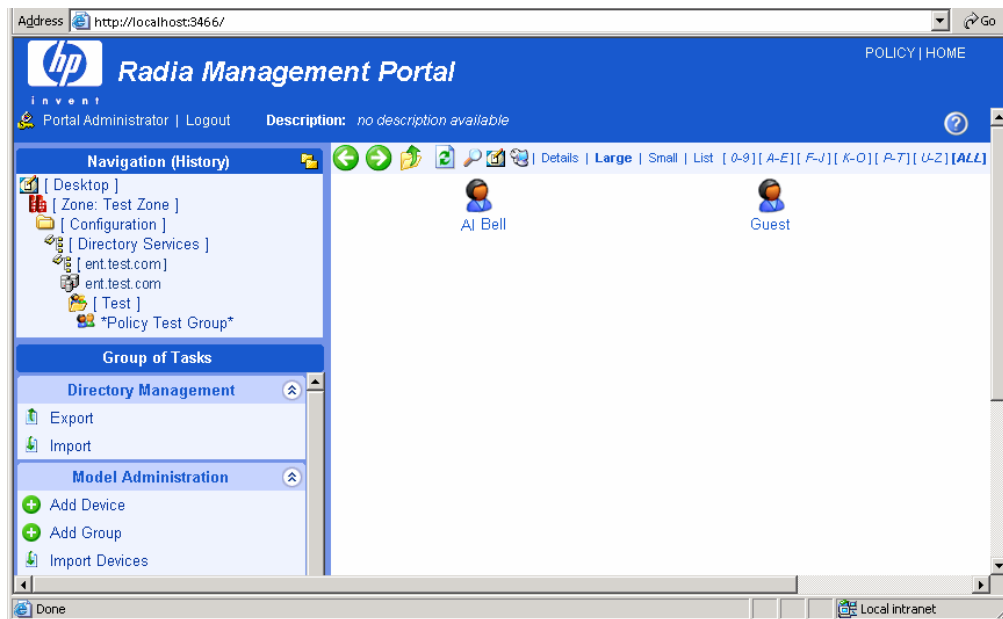 Address http://localhost:3466/ Go
hp
invent
Radia Management Portal
POLICY | HOME
Portal Administrator | Logout Description: no description available ?
Navigation (History)
[ Desktop ]
[ Zone: Test Zone ]
[ Configuration ]
[ Directory Services ]
[ ent.test.com]
ent.test.com
[ Test ]
*Policy Test Group*
Details | Large | Small | List [ 0-9][ A-E][ F-J][ K-O][ P-T][ U-Z][ALL]
Al Bell
Guest
Group of Tasks
Directory Management
Export
Import
Model Administration
Add Device
Add Group
Import Devices
Done
Local intranet